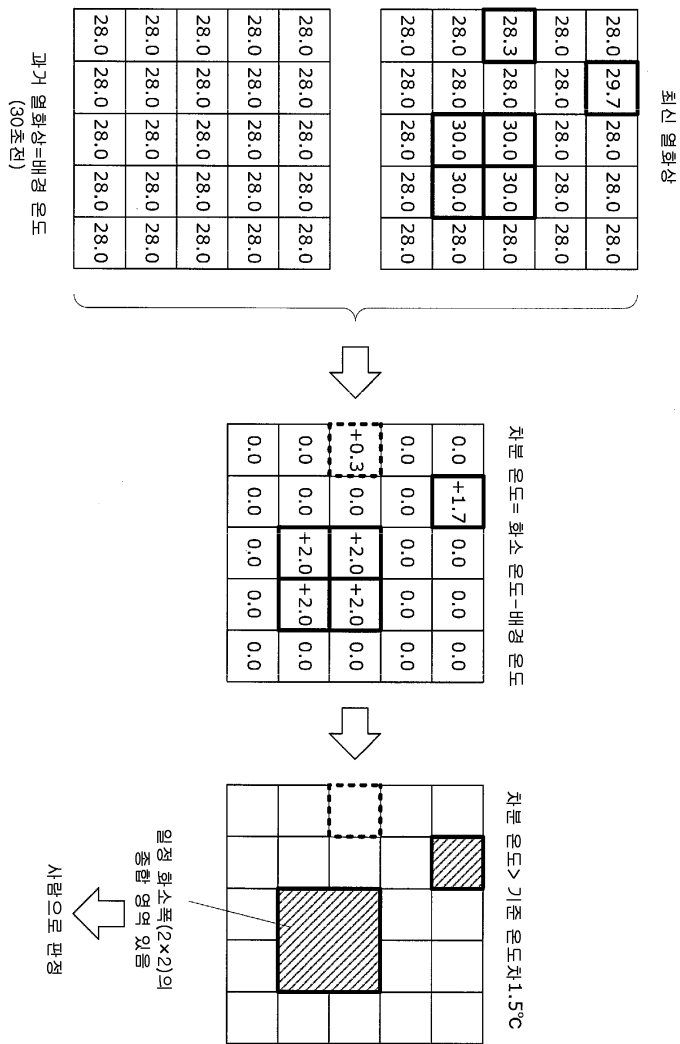 최신 열화상
28.0 29.7 28.0 28.0 28.0
28.0 28.0 28.0 28.0 28.0
28.3 28.0 30.0 30.0 28.0
28.0 28.0 30.0 30.0 28.0
28.0 28.0 28.0 28.0 28.0
28.0 28.0 28.0 28.0 28.0
28.0 28.0 28.0 28.0 28.0
28.0 28.0 28.0 28.0 28.0
28.0 28.0 28.0 28.0 28.0
28.0 28.0 28.0 28.0 28.0
과거 열화상=배경 온도
(30초전)
차분 온도= 화소 온도-배경 온도
0.0 +1.7 0.0 0.0 0.0
0.0 0.0 0.0 0.0 0.0
+0.3 0.0 +2.0 +2.0 0.0
0.0 0.0 +2.0 +2.0 0.0
0.0 0.0 0.0 0.0 0.0
차분 온도> 기준 온도차1.5℃
일정 화소폭(2×2)의
종합 영역 있음
사람으로 판정